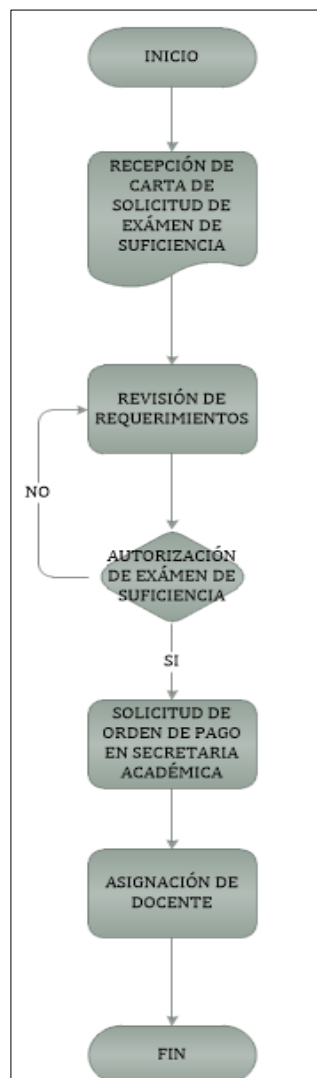 INICIO
RECEPCIÓN DE
CARTA DE
SOLICITUD DE
EXÁMEN DE
SUFICIENCIA
REVISIÓN DE
REQUERIMIENTOS
NO
AUTORIZACIÓN
DE EXÁMEN DE
SUFICIENCIA
SI
SOLICITUD DE
ORDEN DE PAGO
EN SECRETARIA
ACADÉMICA
ASIGNACIÓN DE
DOCENTE
FIN